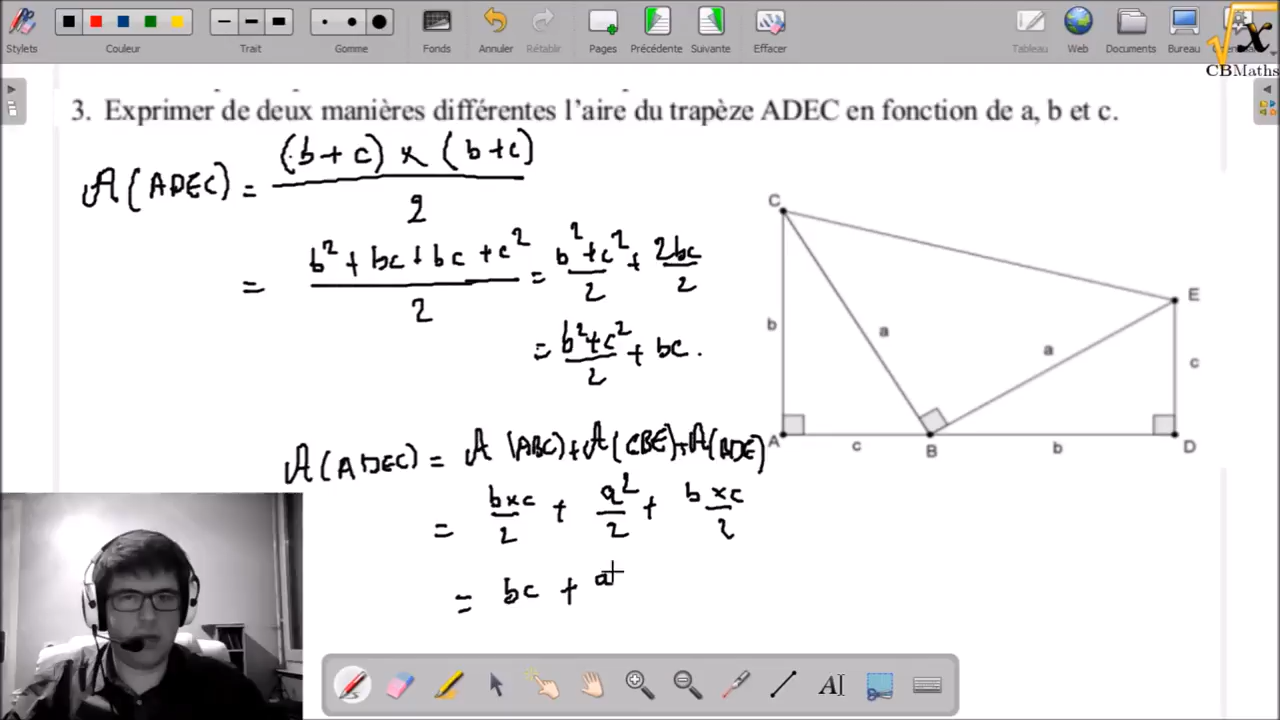 Stylets Couleur Trait Gomme Fonds Annuler Rétablir Pages Précédente Suivante Effacer Tableau Web Documents Bureau
√x
CBMaths
3. Exprimer de deux manières différentes l'aire du trapèze ADEC en fonction de a, b et c.
A(ADEC) = (b+c) × (b+c) / 2
= b² + bc + bc + c² / 2 = b² + c² / 2 + 2bc / 2
= b² + c² / 2 + bc.
A(ADEC) = A(ABC) + A(CBE) + A(BDE)
= b×c / 2 + a² / 2 + b×c / 2
= bc + a
C
E
b
a
a
c
A
c
B
b
D
AI